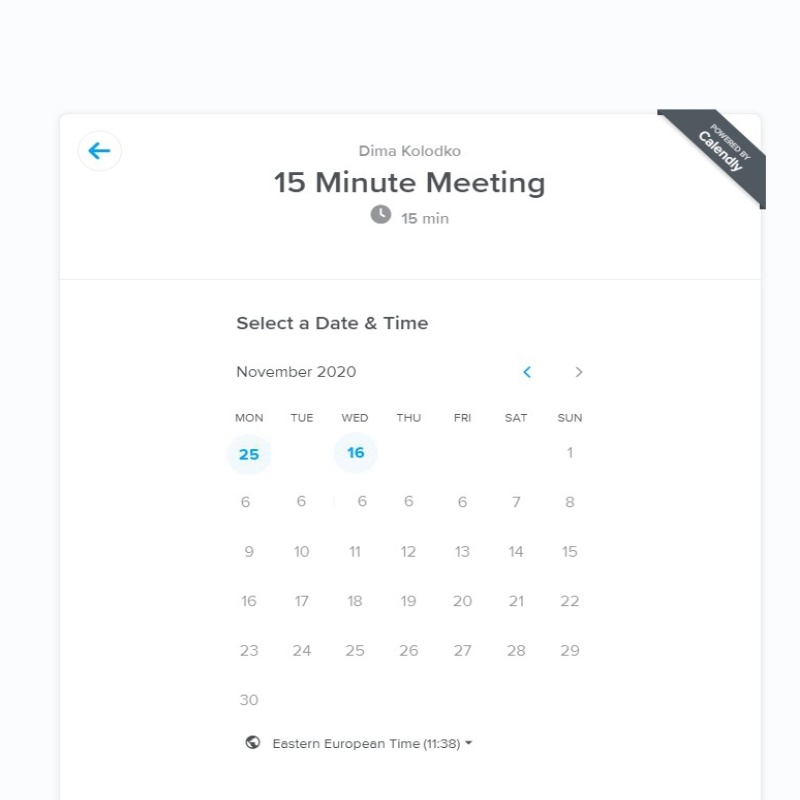 Dima Kolodko
15 Minute Meeting
15 min
POWERED BY
Calendly
Select a Date & Time
November 2020
MON TUE WED THU FRI SAT SUN
25 16 1
6 6 6 6 6 7 8
9 10 11 12 13 14 15
16 17 18 19 20 21 22
23 24 25 26 27 28 29
30
Eastern European Time (11:38)